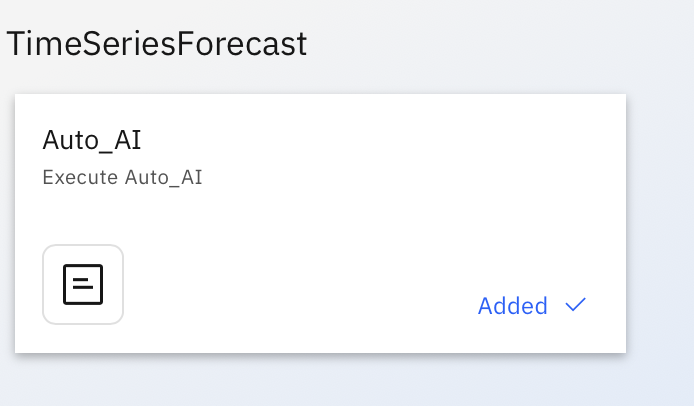 TimeSeriesForecast
Auto_AI
Execute Auto_AI
Added